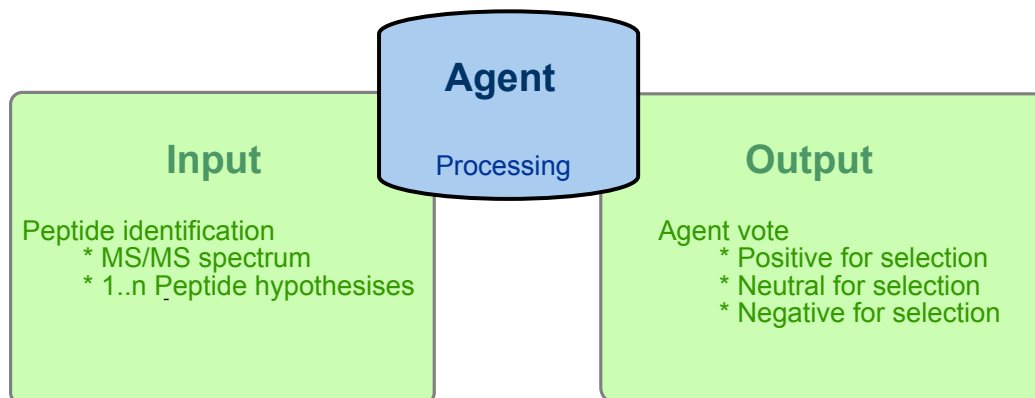 Agent
Processing
Input
Peptide identification
* MS/MS spectrum
* 1..n Peptide hypothesises
Output
Agent vote
* Positive for selection
* Neutral for selection
* Negative for selection